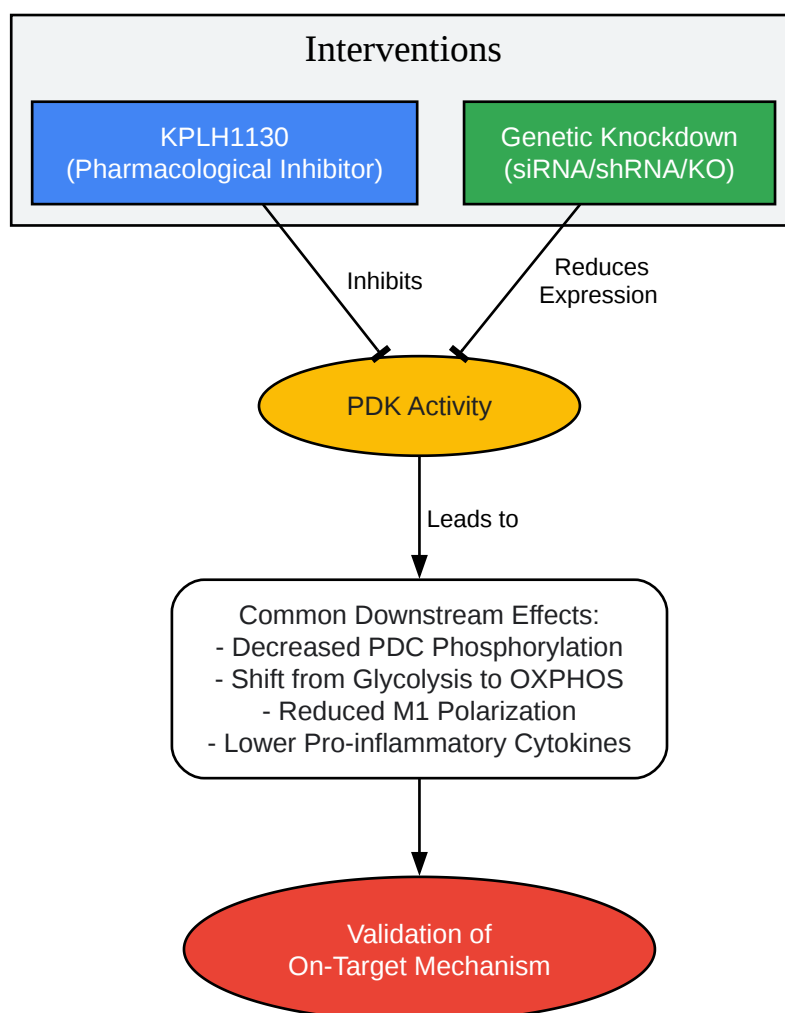 Interventions
KPLH1130
(Pharmacological Inhibitor)
Genetic Knockdown
(siRNA/shRNA/KO)
Inhibits
Reduces
Expression
PDK Activity
Leads to
Common Downstream Effects:
- Decreased PDC Phosphorylation
- Shift from Glycolysis to OXPHOS
- Reduced M1 Polarization
- Lower Pro-inflammatory Cytokines
Validation of
On-Target Mechanism